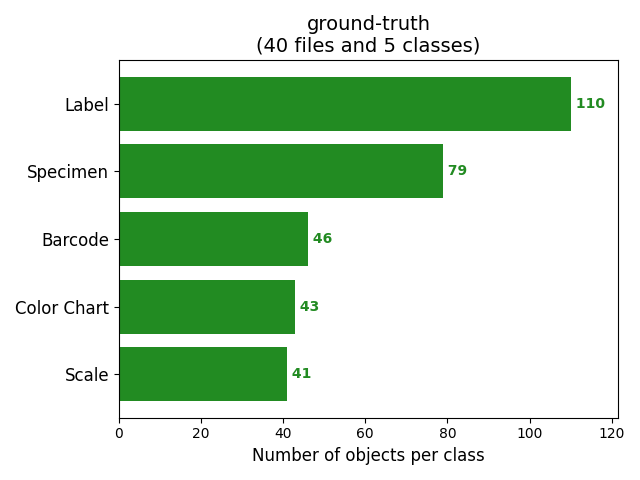 ground-truth
(40 files and 5 classes)
Label 110
Specimen 79
Barcode 46
Color Chart 43
Scale 41
0 20 40 60 80 100 120
Number of objects per class